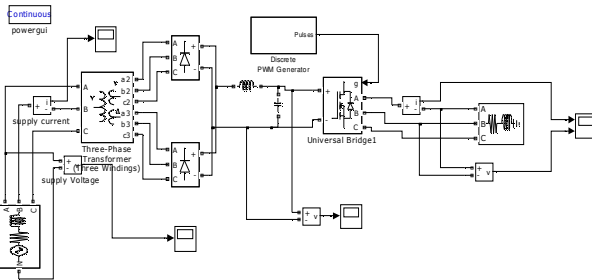 Continuous
powergui
Pulses
Discrete
PWM Generator
supply current
i
+
-
A
B
C
a2
b2
c2
a3
b3
c3
Three-Phase
Transformer
(Three Windings)
supply Voltage
+
-
v
A
B
C
+
-
A
B
C
+
-
g
+
-
A
B
C
Universal Bridge1
+
-
i
A
B
C
+
-
v
+
-
v
A
B
C
N